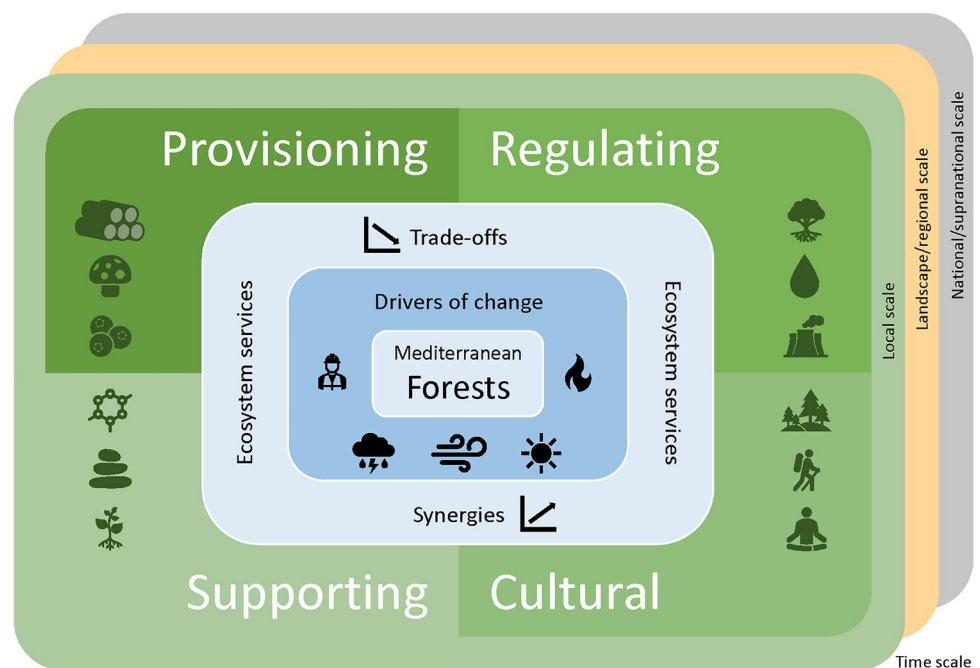 Provisioning
Regulating
Trade-offs
Drivers of change
Mediterranean
Forests
Ecosystem services
Ecosystem services
Synergies
Supporting
Cultural
Local scale
Landscape/regional scale
National/supranational scale
Time scale